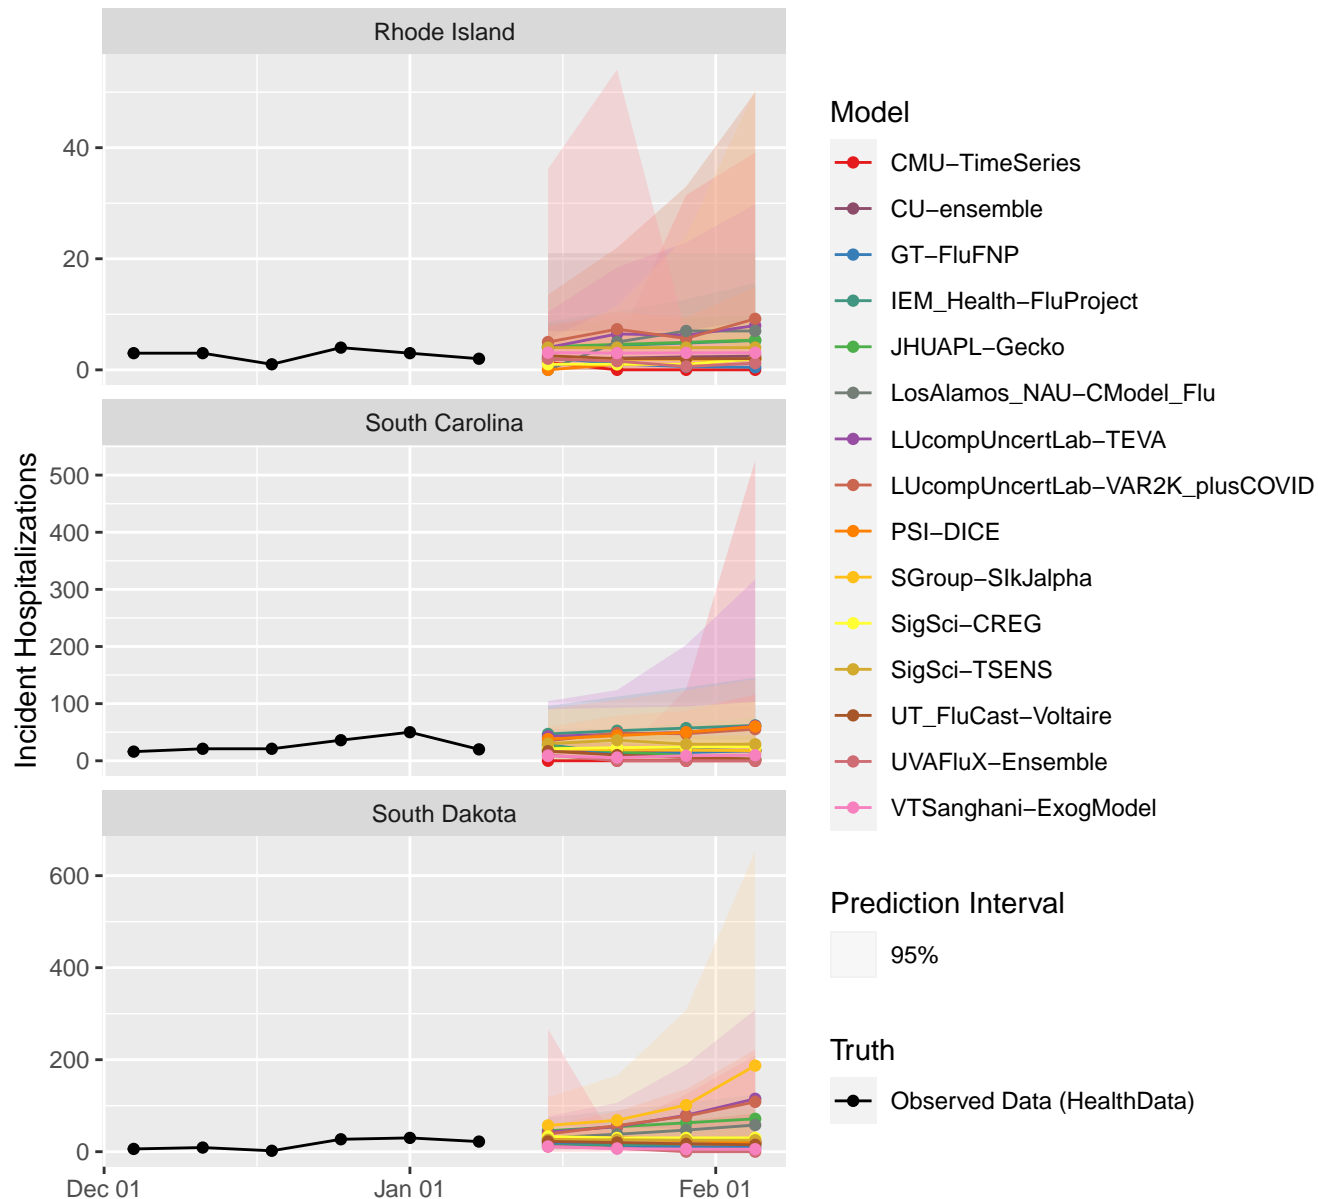 Rhode Island
40
20
0
South Carolina
500
400
300
200
100
0
South Dakota
600
400
200
0
Dec 01
Jan 01
Feb 01
Incident Hospitalizations
Model
CMU−TimeSeries
CU−ensemble
GT−FluFNP
IEM_Health−FluProject
JHUAPL−Gecko
LosAlamos_NAU−CModel_Flu
LUcompUncertLab−TEVA
LUcompUncertLab−VAR2K_plusCOVID
PSI−DICE
SGroup−SIkJalpha
SigSci−CREG
SigSci−TSENS
UT_FluCast−Voltaire
UVAFluX−Ensemble
VTSanghani−ExogModel
Prediction Interval
95%
Truth
Observed Data (HealthData)